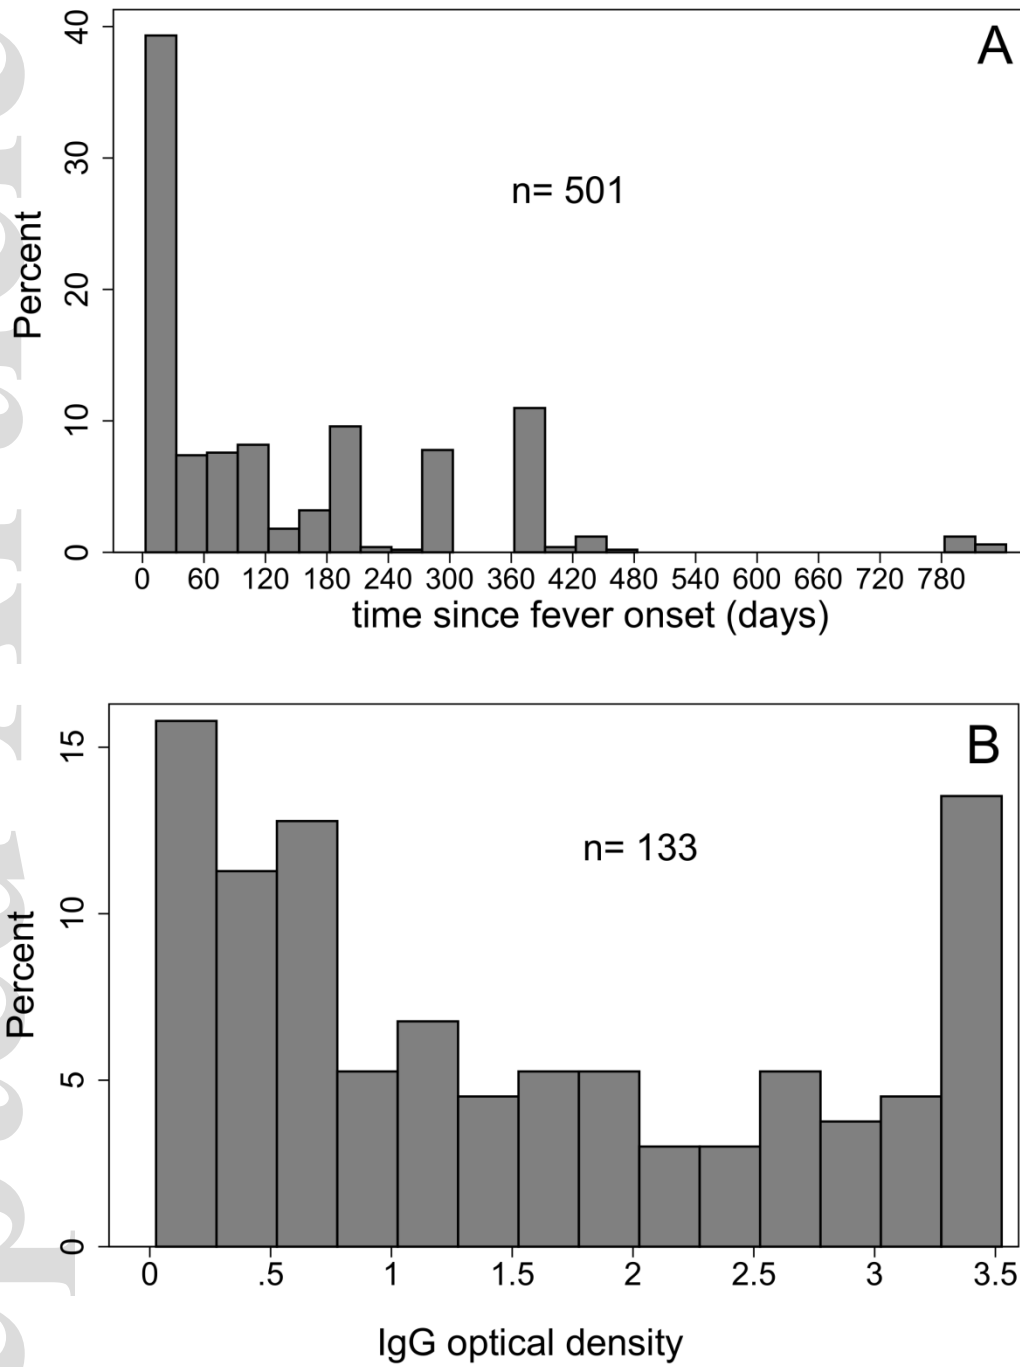 A
n= 501
Percent
40
30
20
10
0
0 60 120 180 240 300 360 420 480 540 600 660 720 780
time since fever onset (days)
B
n= 133
Percent
15
10
5
0
0 .5 1 1.5 2 2.5 3 3.5
IgG optical density